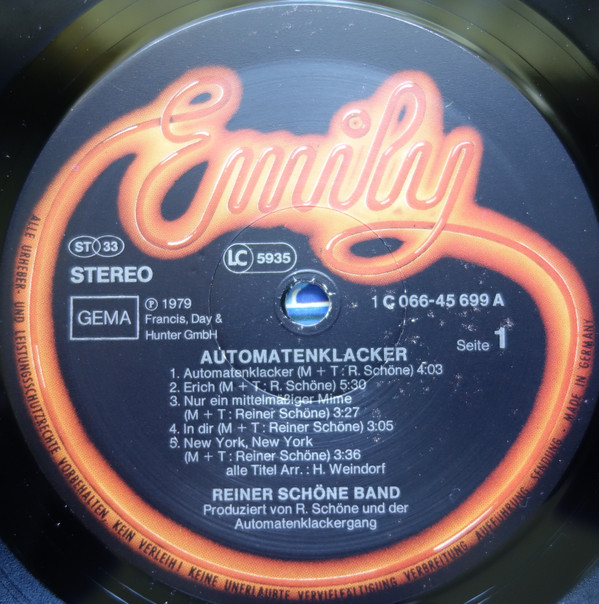 Emily
ST 33
STEREO
LC 5935
GEMA
℗ 1979
Francis, Day &
Hunter GmbH
1 C 066-45 699 A
Seite 1
AUTOMATENKLACKER
1. Automatenklacker (M + T : R. Schöne) 4:03
2. Erich (M + T : R. Schöne) 5:30
3. Nur ein mittelmäßiger Mime
(M + T : Reiner Schöne) 3:27
4. In dir (M + T : Reiner Schöne) 3:05
5. New York, New York
(M + T : Reiner Schöne) 3:36
alle Titel Arr. : H. Weindorf
REINER SCHÖNE BAND
Produziert von R. Schöne und der
Automatenklackergang
ALLE URHEBER- UND LEISTUNGSSCHUTZRECHTE VORBEHALTEN. KEIN VERLEIH! KEINE UNERLAUBTE VERVIELFÄLTIGUNG, VERBREITUNG, AUFFÜHRUNG, SENDUNG. - MADE IN GERMANY